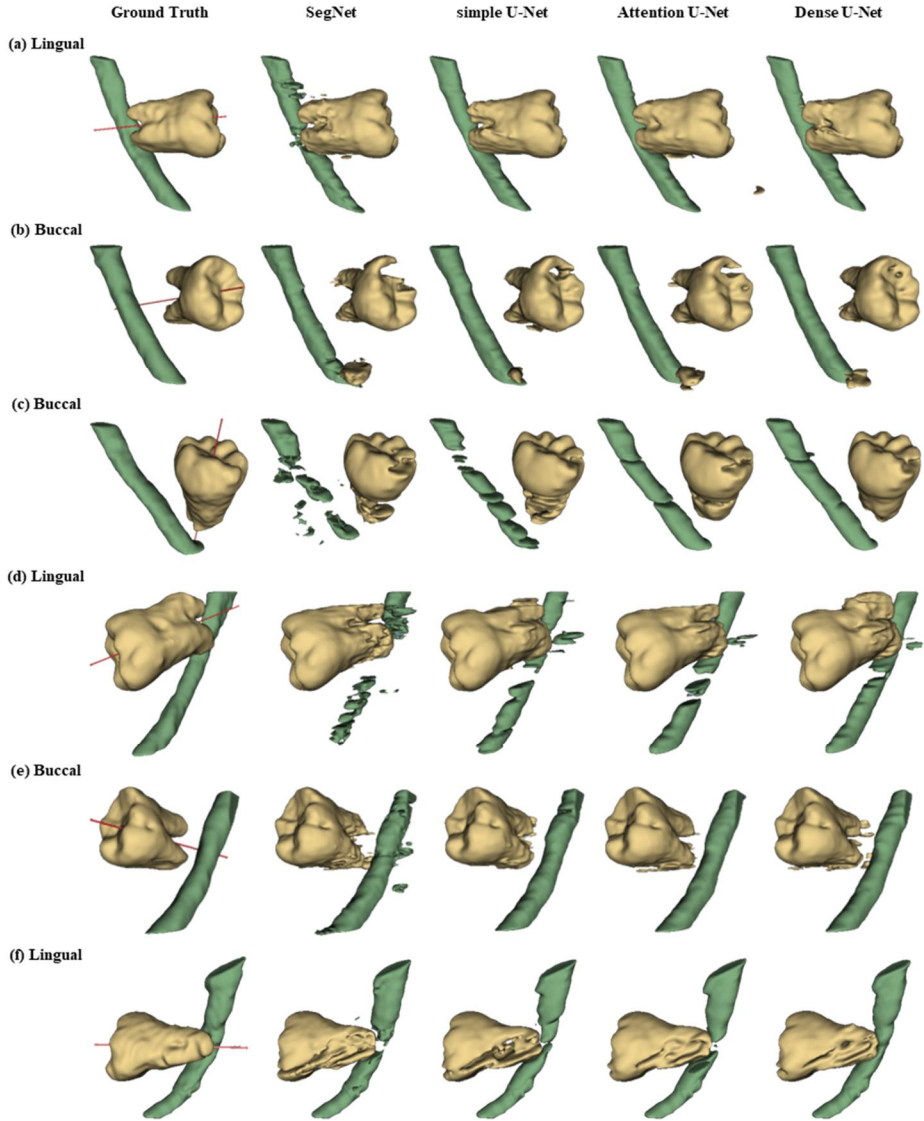 Ground Truth SegNet simple U-Net Attention U-Net Dense U-Net
(a) Lingual
(b) Buccal
(c) Buccal
(d) Lingual
(e) Buccal
(f) Lingual